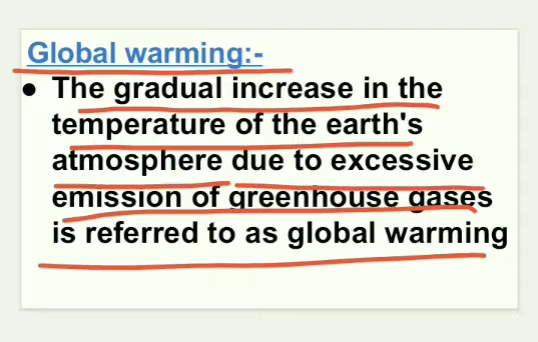 Global warming:-
● The gradual increase in the
temperature of the earth's
atmosphere due to excessive
emission of greenhouse gases
is referred to as global warming